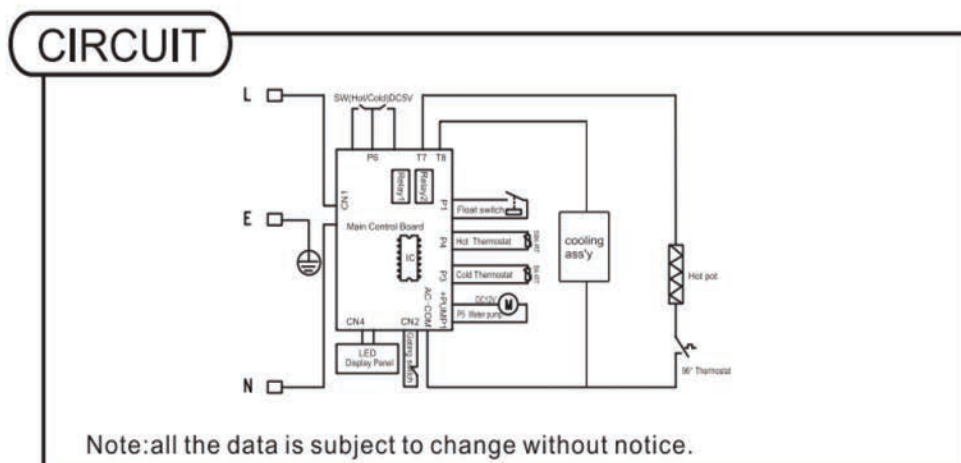 CIRCUIT
L
SW(Hot/Cold)DC5V
P6
T7
T8
Relay1
Relay2
CN1
P1
Float switch
E
Main Control Board
P4
Hot Thermostat
cooling
ass'y
IC
Hot pot
P3
Cold Thermostat
DC12V
M
+PUMP1
P5 Water pump
AC-COM
CN4
CN2
LED
Display Panel
switch
96° Thermostat
N
Note:all the data is subject to change without notice.